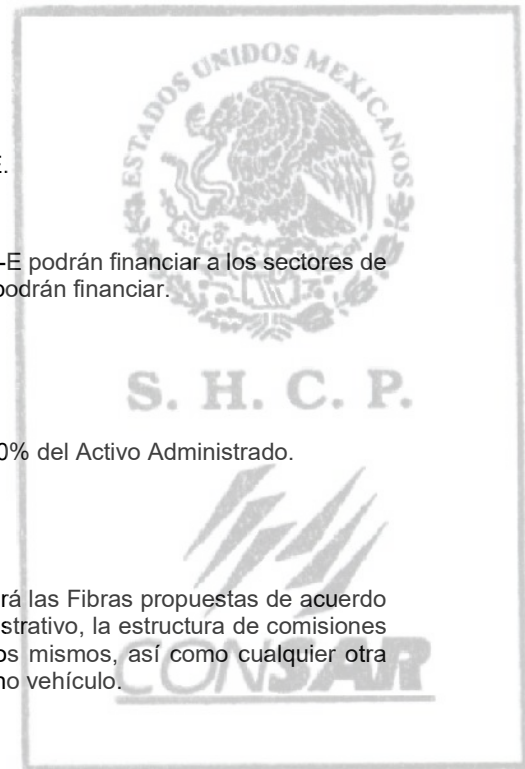 ESTADOS UNIDOS MEXICANOS
E.
-E podrán financiar a los sectores de
podrán financiar.
S. H. C. P.
0% del Activo Administrado.
rá las Fibras propuestas de acuerdo
strativo, la estructura de comisiones
os mismos, así como cualquier otra
no vehículo.
CONSAR